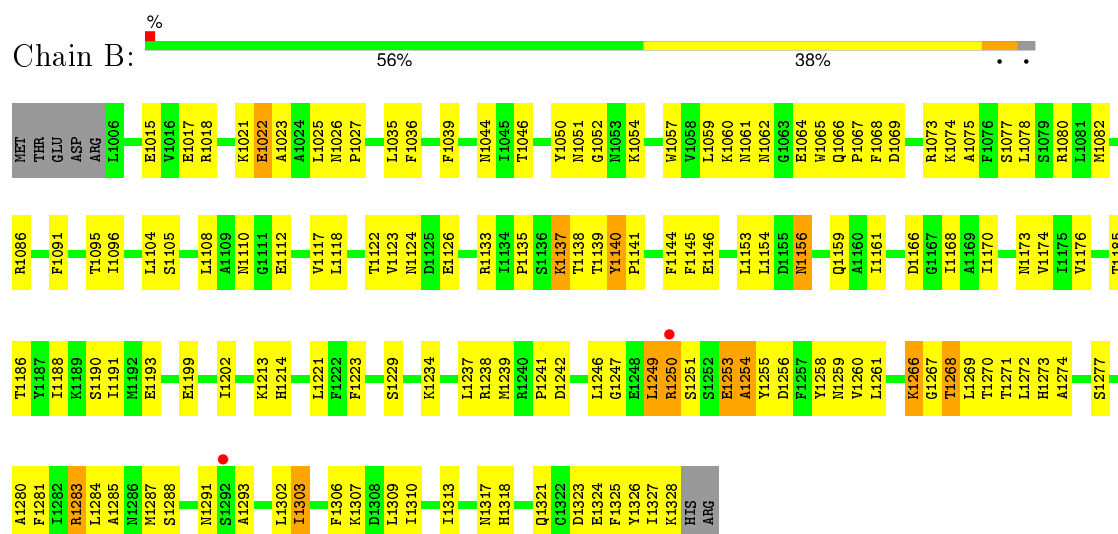 %
Chain B:
56% 38% • •
MET THR GLU ASP ARG L1006 E1015 V1016 E1017 R1018 K1021 E1022 A1023 A1024 L1025 N1026 P1027 L1035 F1036 F1039 N1044 I1045 T1046 Y1050 N1051 G1052 N1053 K1054 W1057 V1058 L1059 K1060 N1061 N1062 G1063 E1064 W1065 Q1066 P1067 F1068 D1069 R1073 K1074 A1075 F1076 S1077 L1078 S1079 R1080 L1081 M1082
R1086 F1091 T1095 I1096 L1104 S1105 L1108 A1109 N1110 G1111 E1112 V1117 L1118 T1122 V1123 N1124 D1125 E1126 R1133 I1134 P1135 S1136 K1137 T1138 T1139 Y1140 P1141 F1144 F1145 E1146 L1153 L1154 D1155 N1156 Q1159 A1160 I1161 D1166 G1167 I1168 A1169 I1170 N1173 V1174 I1175 V1176 T1185
T1186 Y1187 I1188 K1189 S1190 I1191 M1192 E1193 E1199 I1202 K1213 H1214 L1221 F1222 F1223 S1229 K1234 L1237 R1238 M1239 R1240 P1241 D1242 L1246 G1247 E1248 L1249 R1250 S1251 S1252 E1253 A1254 Y1255 D1256 F1257 Y1258 N1259 V1260 L1261 K1266 G1267 T1268 L1269 T1270 T1271 L1272 H1273 A1274 S1277
A1280 F1281 I1282 R1283 L1284 A1285 N1286 M1287 S1288 N1291 S1292 A1293 L1302 I1303 F1306 K1307 D1308 L1309 I1310 I1313 N1317 H1318 Q1321 C1322 D1323 E1324 F1325 Y1326 I1327 K1328 HIS ARG